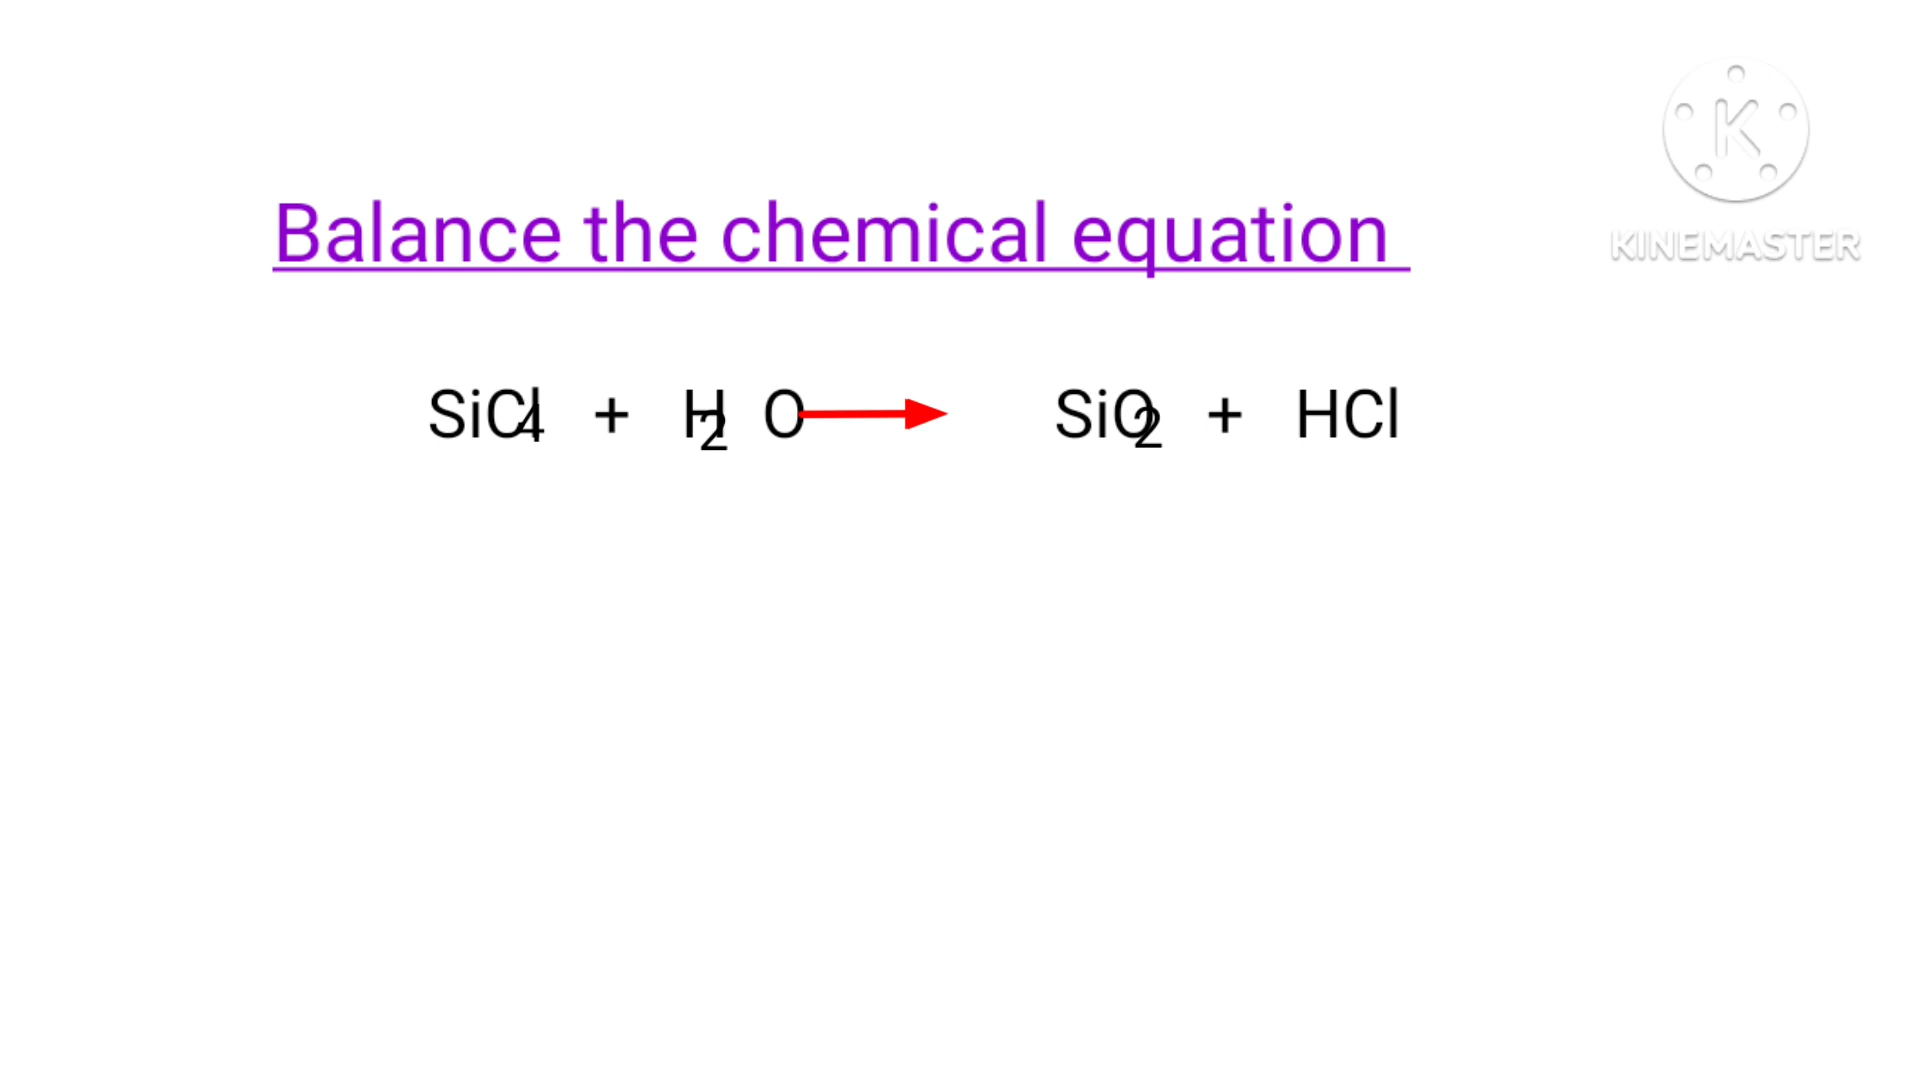 K
KINEMASTER
Balance the chemical equation
SiCl4 + H2 O → SiO2 + HCl